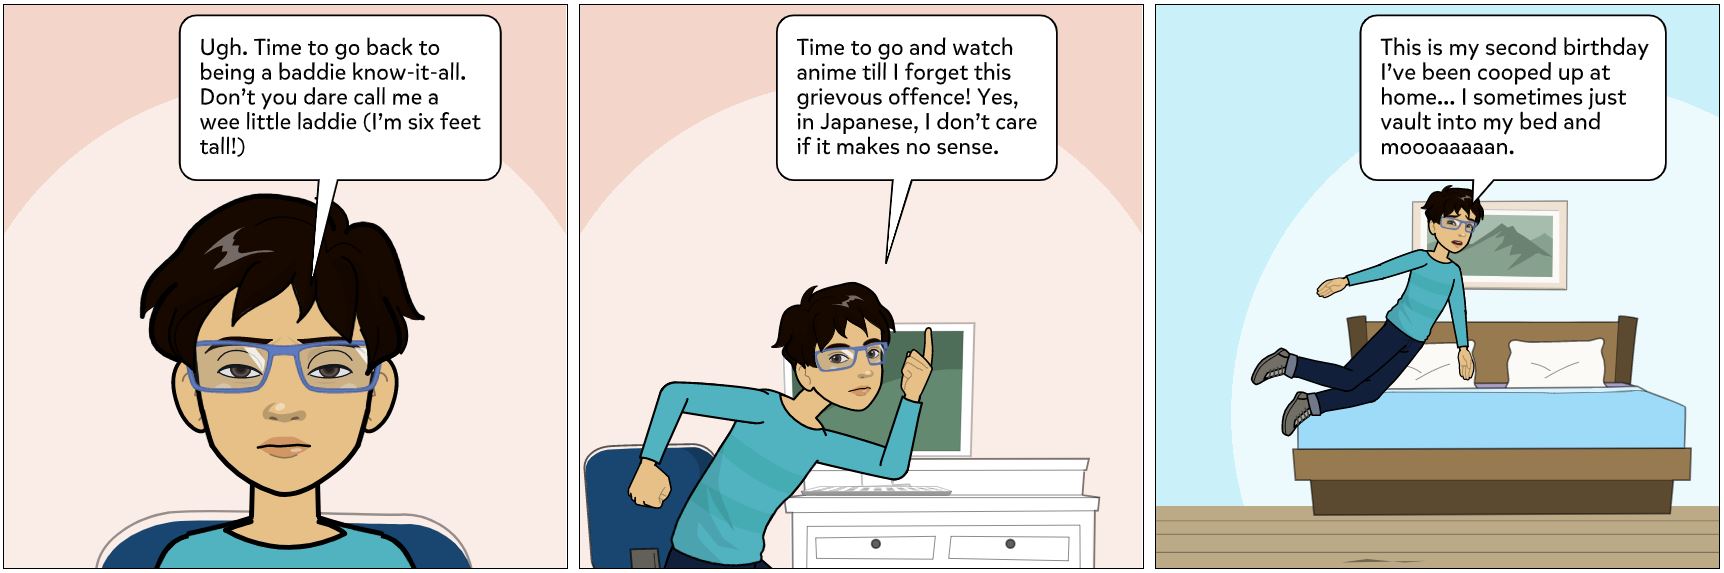 Ugh. Time to go back to
being a baddie know-it-all.
Don't you dare call me a
wee little laddie (I'm six feet
tall!)
Time to go and watch
anime till I forget this
grievous offence! Yes,
in Japanese, I don't care
if it makes no sense.
This is my second birthday
I've been cooped up at
home... I sometimes just
vault into my bed and
moooaaaaan.